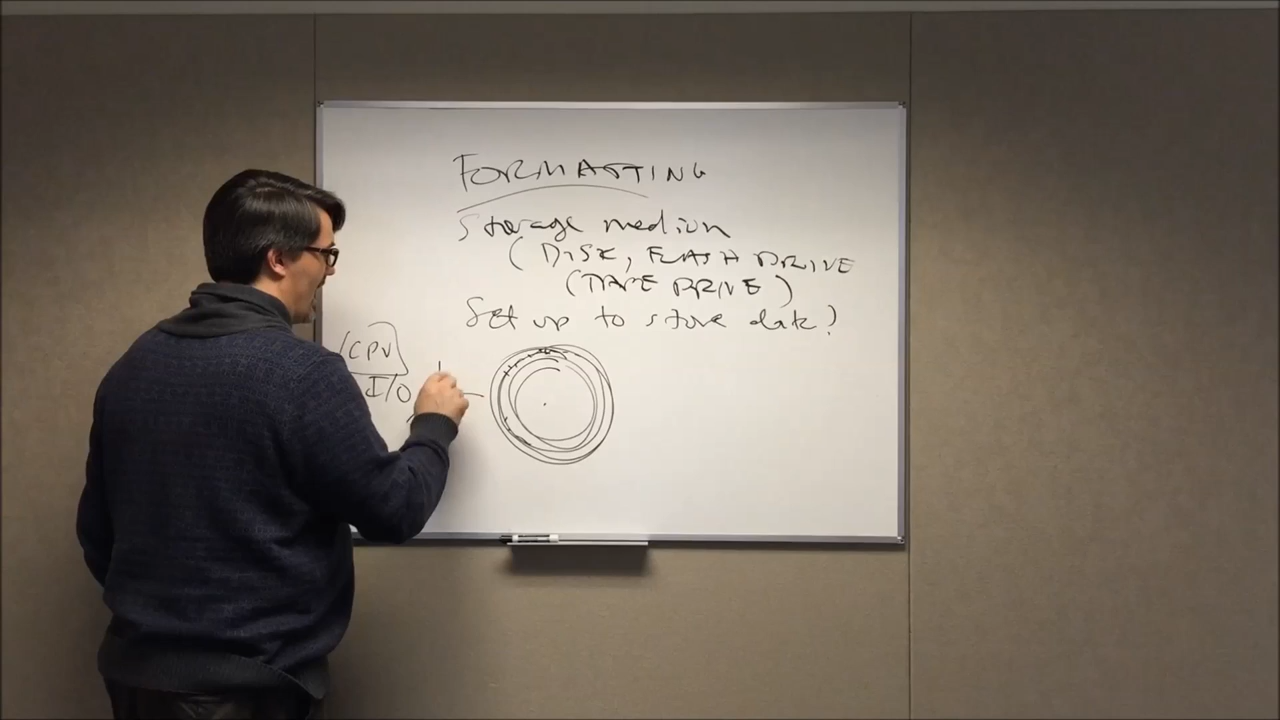 FORMATTING
Storage medium
(DISK, FLASH DRIVE
(TAPE DRIVE)
Set up to store data?
CPU
I/O